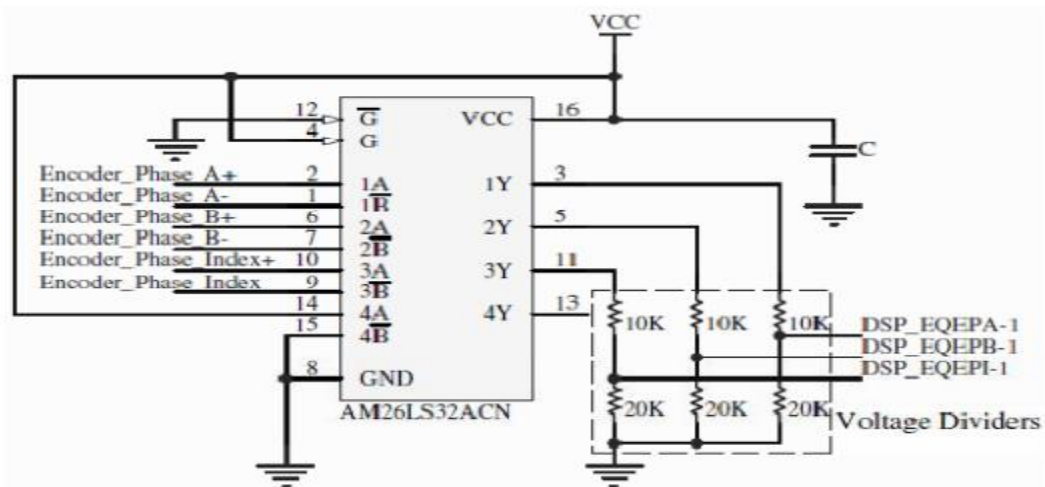 VCC
12
G
VCC
16
4
G
C
Encoder_Phase_A+
2
1A
1Y
3
Encoder_Phase_A-
1
1B
Encoder_Phase_B+
6
2A
2Y
5
Encoder_Phase_B-
7
2B
Encoder_Phase_Index+
10
3A
3Y
11
Encoder_Phase_Index
9
3B
14
4A
4Y
13
15
4B
10K
10K
10K
DSP_EQEPA-1
DSP_EQEPB-1
DSP_EQEPI-1
8
GND
AM26LS32ACN
20K
20K
20K
Voltage Dividers